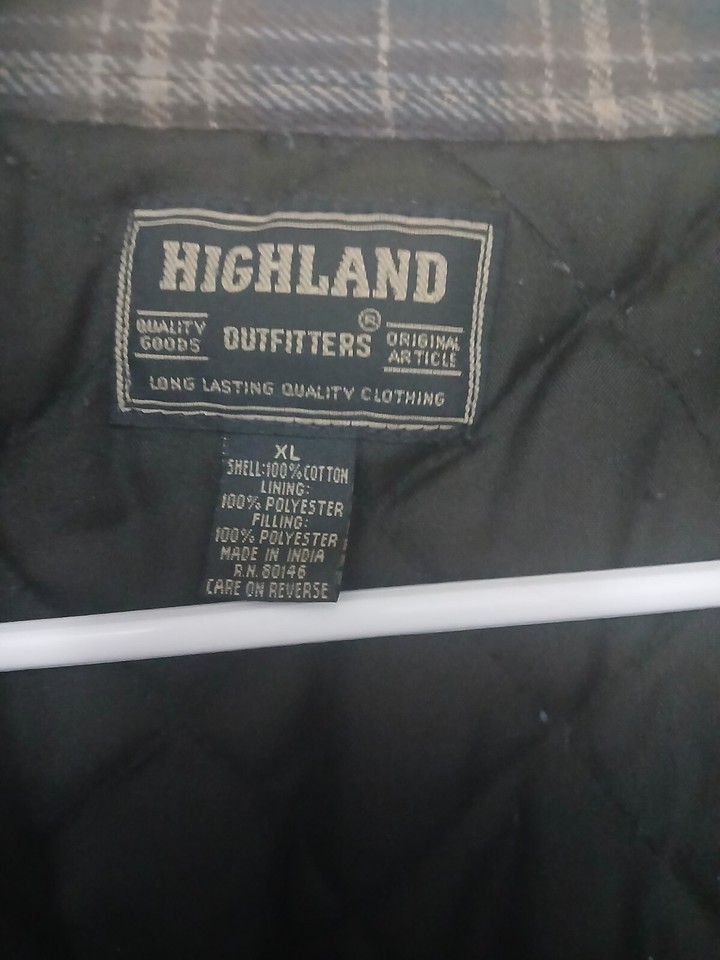 HIGHLAND
QUALITY
GOODS
OUTFITTERS®
ORIGINAL
ARTICLE
LONG LASTING QUALITY CLOTHING
XL
SHELL:100%COTTON
LINING:
100% POLYESTER
FILLING:
100% POLYESTER
MADE IN INDIA
R.N. 80146
CARE ON REVERSE